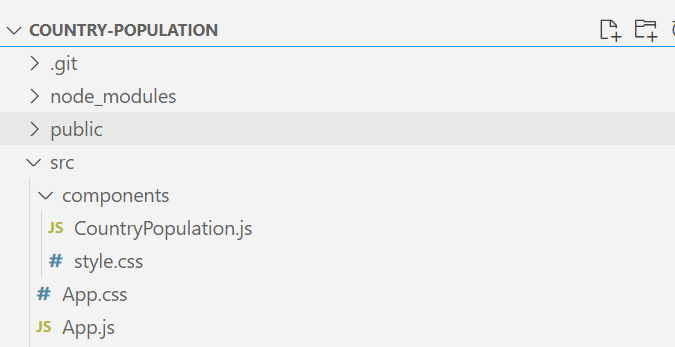 COUNTRY-POPULATION
.git
node_modules
public
src
components
JS CountryPopulation.js
# style.css
# App.css
JS App.js